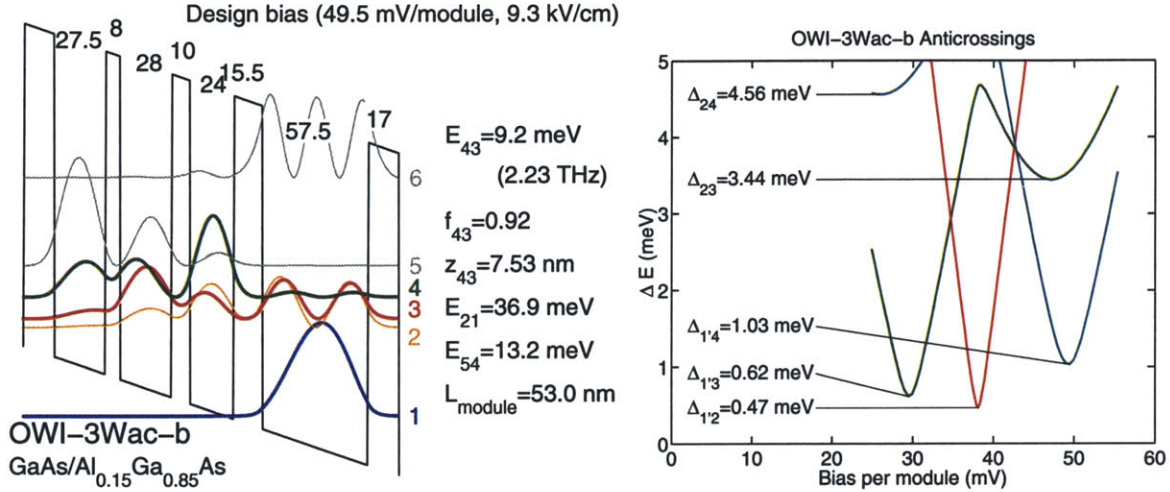 Design bias (49.5 mV/module, 9.3 kV/cm)
27.5
8
28
10
24
15.5
57.5
17
6
5
4
3
2
1
E43=9.2 meV
(2.23 THz)
f43=0.92
z43=7.53 nm
E21=36.9 meV
E54=13.2 meV
Lmodule=53.0 nm
OWI−3Wac−b
GaAs/Al0.15Ga0.85As
OWI−3Wac−b Anticrossings
Δ E (meV)
5
4
3
2
1
0
Δ24=4.56 meV
Δ23=3.44 meV
Δ1'4=1.03 meV
Δ1'3=0.62 meV
Δ1'2=0.47 meV
0 10 20 30 40 50 60
Bias per module (mV)